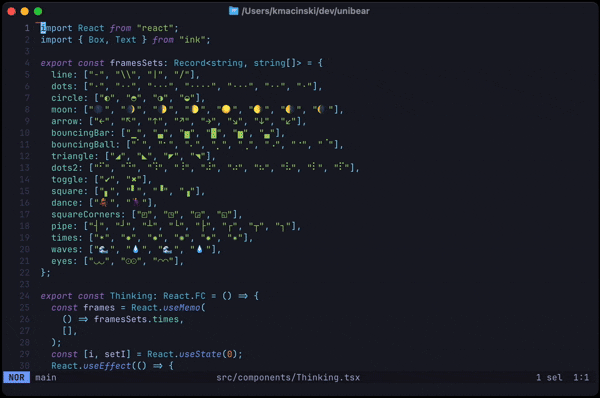 /Users/kmacinski/dev/unibear
1 import React from "react";
2 import { Box, Text } from "ink";
3
4 export const framesSets: Record<string, string[]> = {
5 line: ["-", "\\", "|", "/"],
6 dots: ["·", "··", "···", "····", "···", "··", "·"],
7 circle: ["◐", "◓", "◑", "◒"],
8 moon: ["🌑", "🌒", "🌓", "🌔", "🌕", "🌖", "🌗", "🌘"],
9 arrow: ["←", "↖", "↑", "↗", "→", "↘", "↓", "↙"],
10 bouncingBar:
11 bouncingBall:
12 triangle: ["◢", "◣", "◤", "◥"],
13 dots2:
14 toggle: ["✔", "✖"],
15 square: ["▖", "▘", "▝", "▗"],
16 dance: ["💃", "🕺"],
17 squareCorners: ["◰", "◳", "◲", "◱"],
18 pipe: ["┤", "┘", "┴", "└", "├", "┌", "┬", "┐"],
19 times:
20 waves: ["🌊", "💧", "🌊", "💧"],
21 eyes: ["◡◡", "⊙⊙", "◠◠"],
22 };
23
24 export const Thinking: React.FC = () => {
25 const frames = React.useMemo(
26 () => framesSets.times,
27 [],
28 );
29 const [i, setI] = React.useState(0);
30 React.useEffect(() => {
NOR main src/components/Thinking.tsx 1 sel 1:1